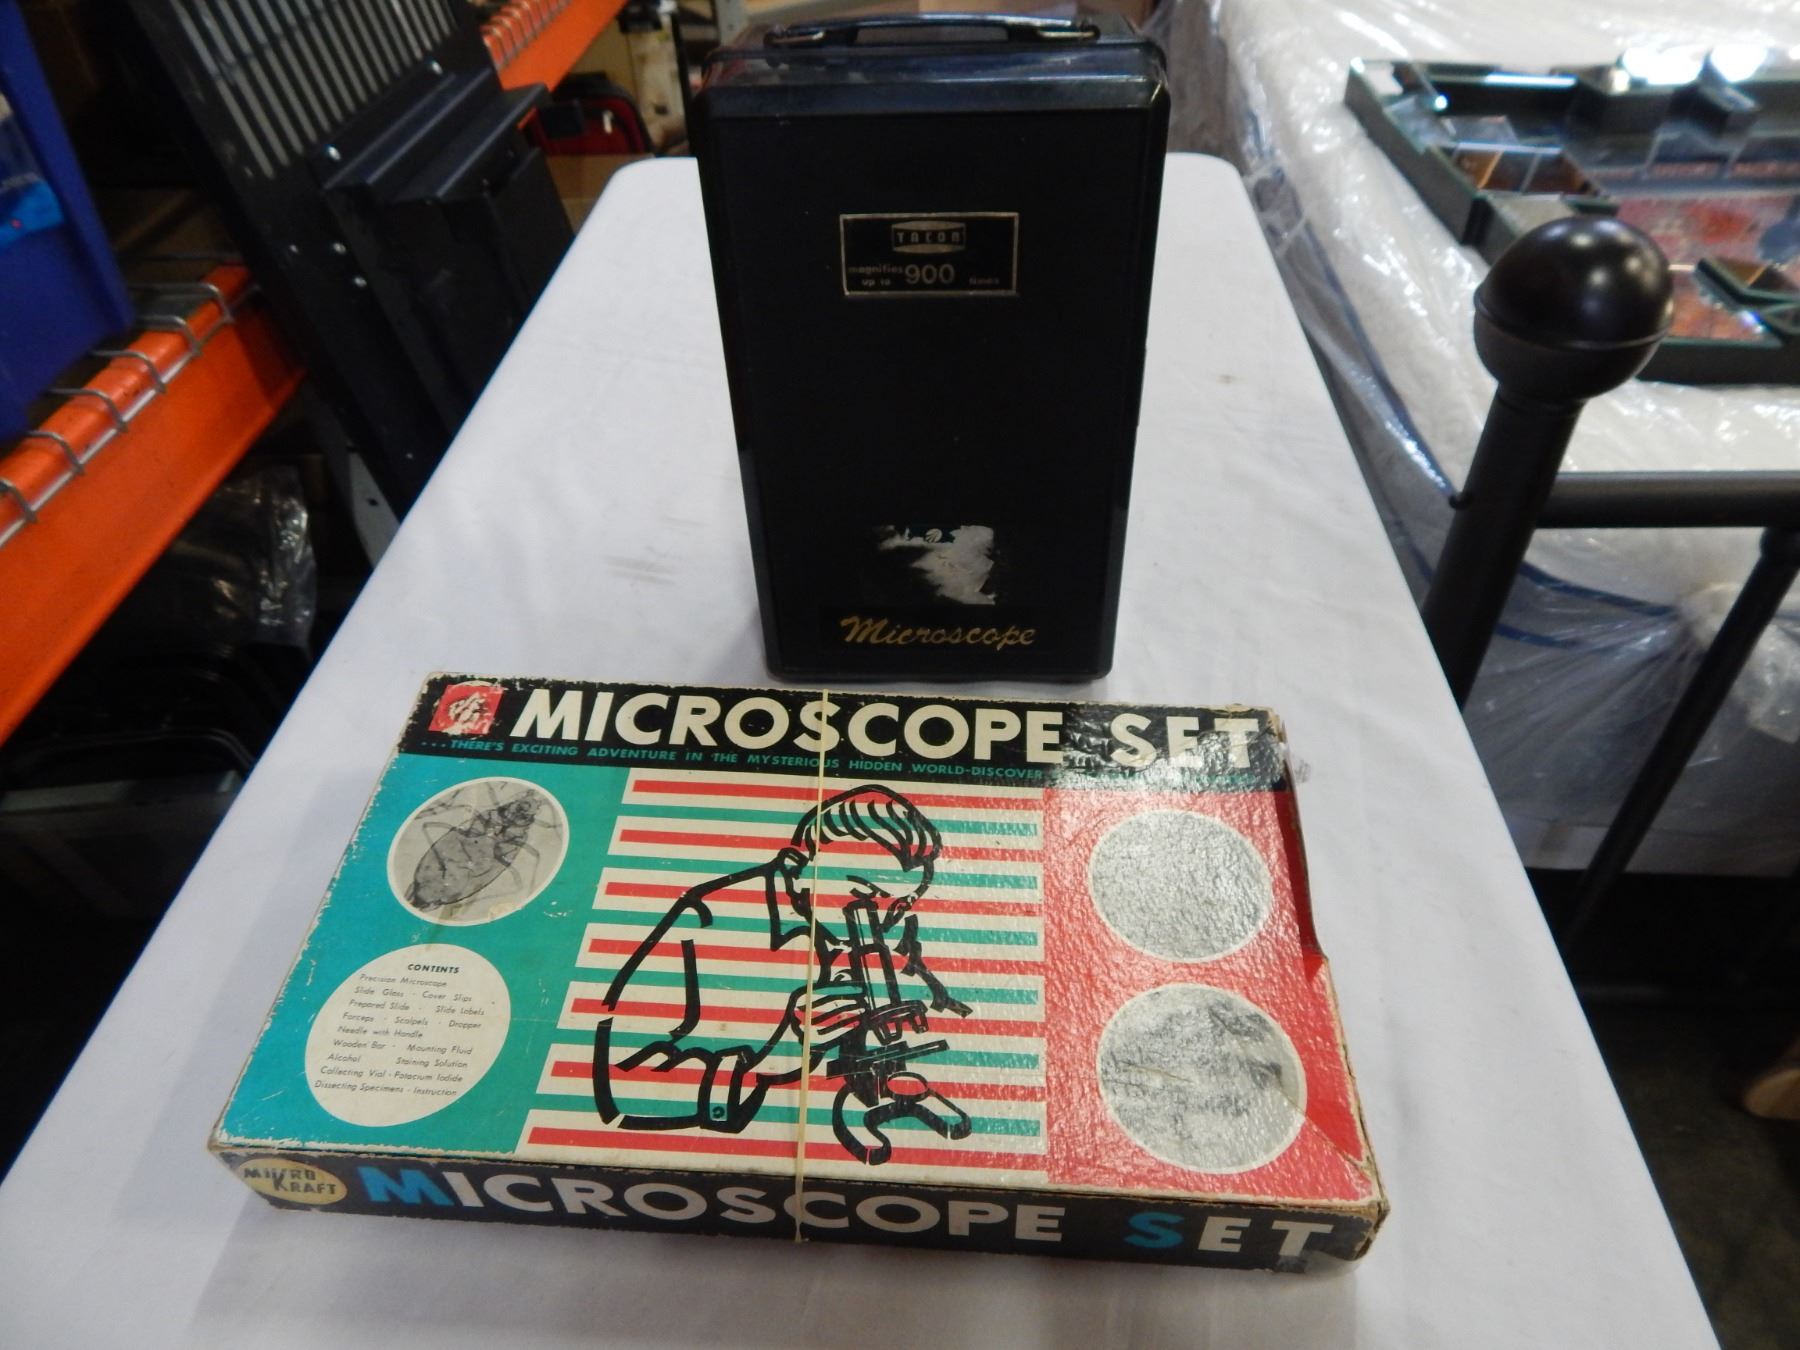 TACON
magnifies
up to 900 times
Microscope
MICROSCOPE SET
...THERE'S EXCITING ADVENTURE IN THE MYSTERIOUS HIDDEN WORLD-DISCOVER
CONTENTS
Precision Microscope
Slide Glass - Cover Slips
Prepared Slide - Slide Labels
Forceps - Scalpels - Dropper
Needle with Handle
Wooden Bar - Mounting Fluid
Alcohol Staining Solution
Collecting Vial - Potacium Iodide
Dissecting Specimens - Instruction
MIKRO
KRAFT
MICROSCOPE SET